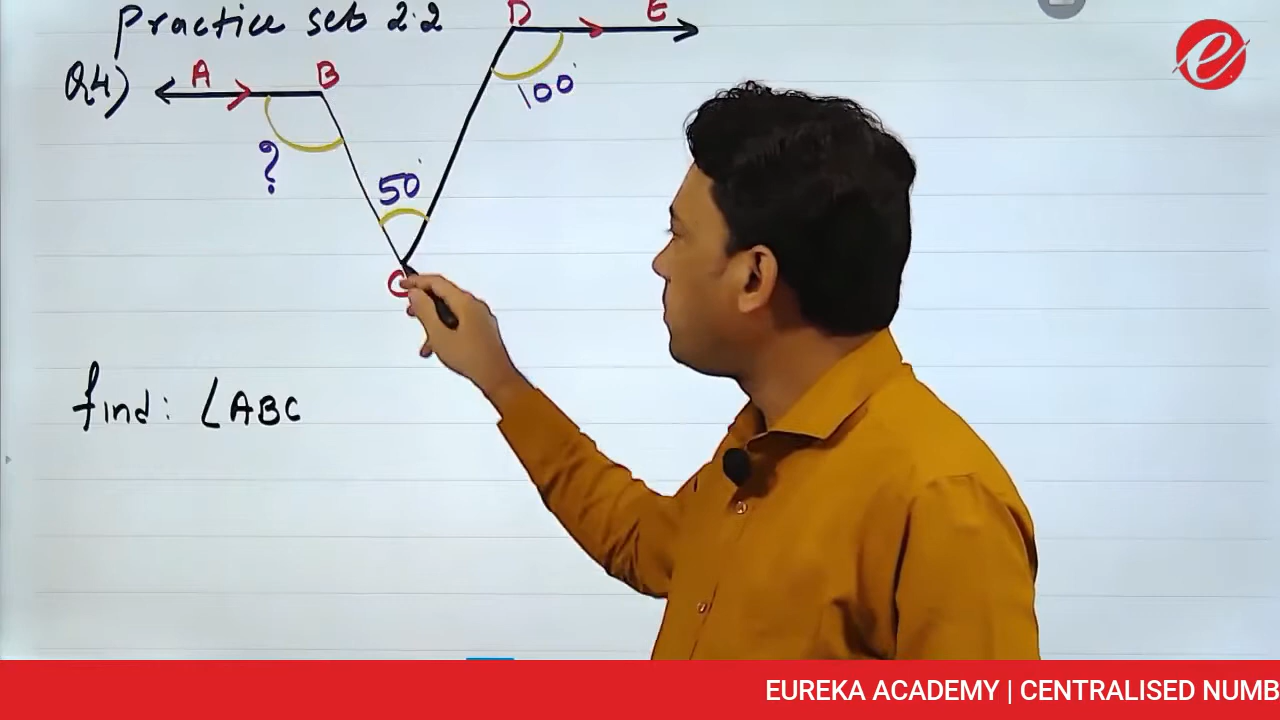 Practice set 2.2
Q4)
A B
D E
?
50°
100°
C
find: ∠ABC
e
EUREKA ACADEMY | CENTRALISED NUMB